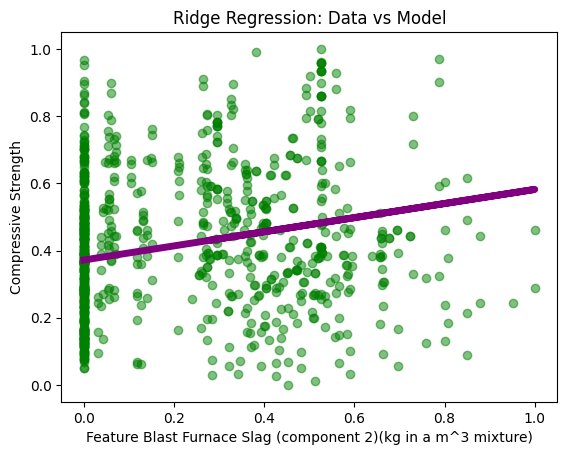 Ridge Regression: Data vs Model
Compressive Strength
1.0
0.8
0.6
0.4
0.2
0.0
0.0 0.2 0.4 0.6 0.8 1.0
Feature Blast Furnace Slag (component 2)(kg in a m^3 mixture)